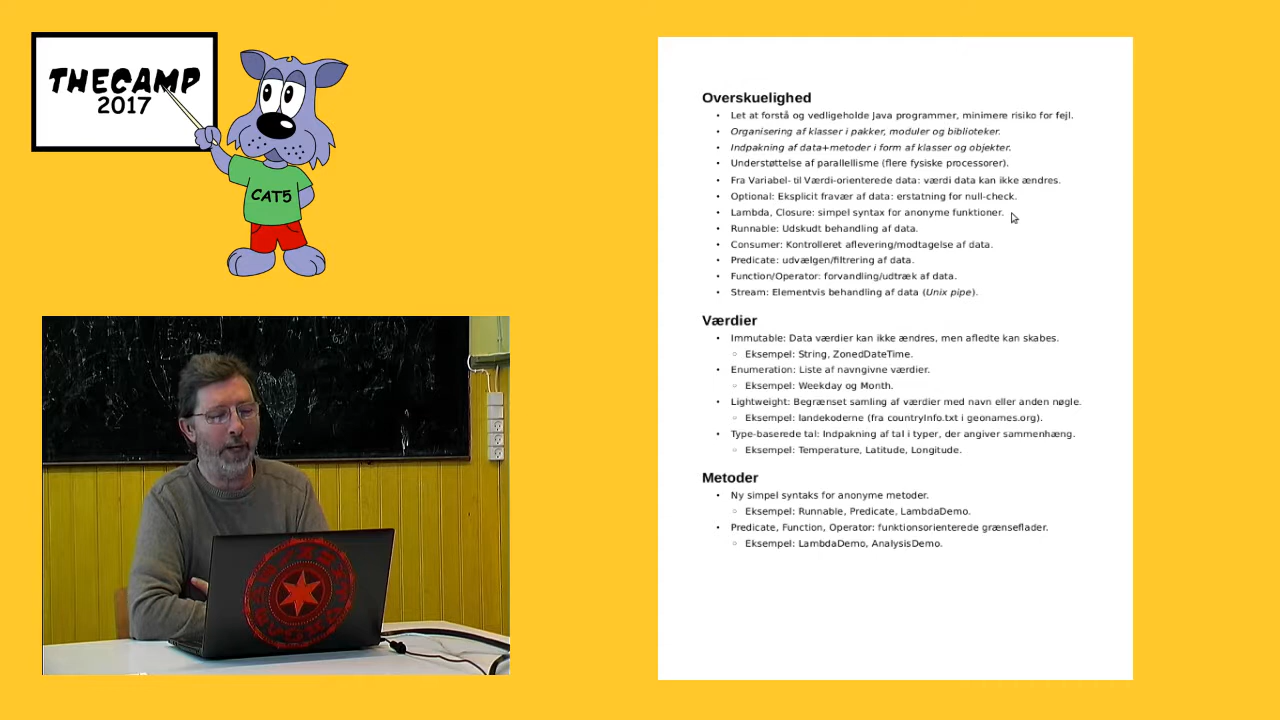 THECAMP
2017
CAT5
Overskuelighed
• Let at forstå og vedligeholde Java programmer, minimere risiko for fejl.
• Organisering af klasser i pakker, moduler og biblioteker.
• Indpakning af data+metoder i form af klasser og objekter.
• Understøttelse af parallellisme (flere fysiske processorer).
• Fra Variabel- til Værdi-orienterede data: værdi data kan ikke ændres.
• Optional: Eksplicit fravær af data: erstatning for null-check.
• Lambda, Closure: simpel syntax for anonyme funktioner.
• Runnable: Udskudt behandling af data.
• Consumer: Kontrolleret aflevering/modtagelse af data.
• Predicate: udvælgen/filtrering af data.
• Function/Operator: forvandling/udtræk af data.
• Stream: Elementvis behandling af data (Unix pipe).
Værdier
• Immutable: Data værdier kan ikke ændres, men afledte kan skabes.
◦ Eksempel: String, ZonedDateTime.
• Enumeration: Liste af navngivne værdier.
◦ Eksempel: Weekday og Month.
• Lightweight: Begrænset samling af værdier med navn eller anden nøgle.
◦ Eksempel: landekoderne (fra countryInfo.txt i geonames.org).
• Type-baserede tal: Indpakning af tal i typer, der angiver sammenhæng.
◦ Eksempel: Temperature, Latitude, Longitude.
Metoder
• Ny simpel syntaks for anonyme metoder.
◦ Eksempel: Runnable, Predicate, LambdaDemo.
• Predicate, Function, Operator: funktionsorienterede grænseflader.
◦ Eksempel: LambdaDemo, AnalysisDemo.